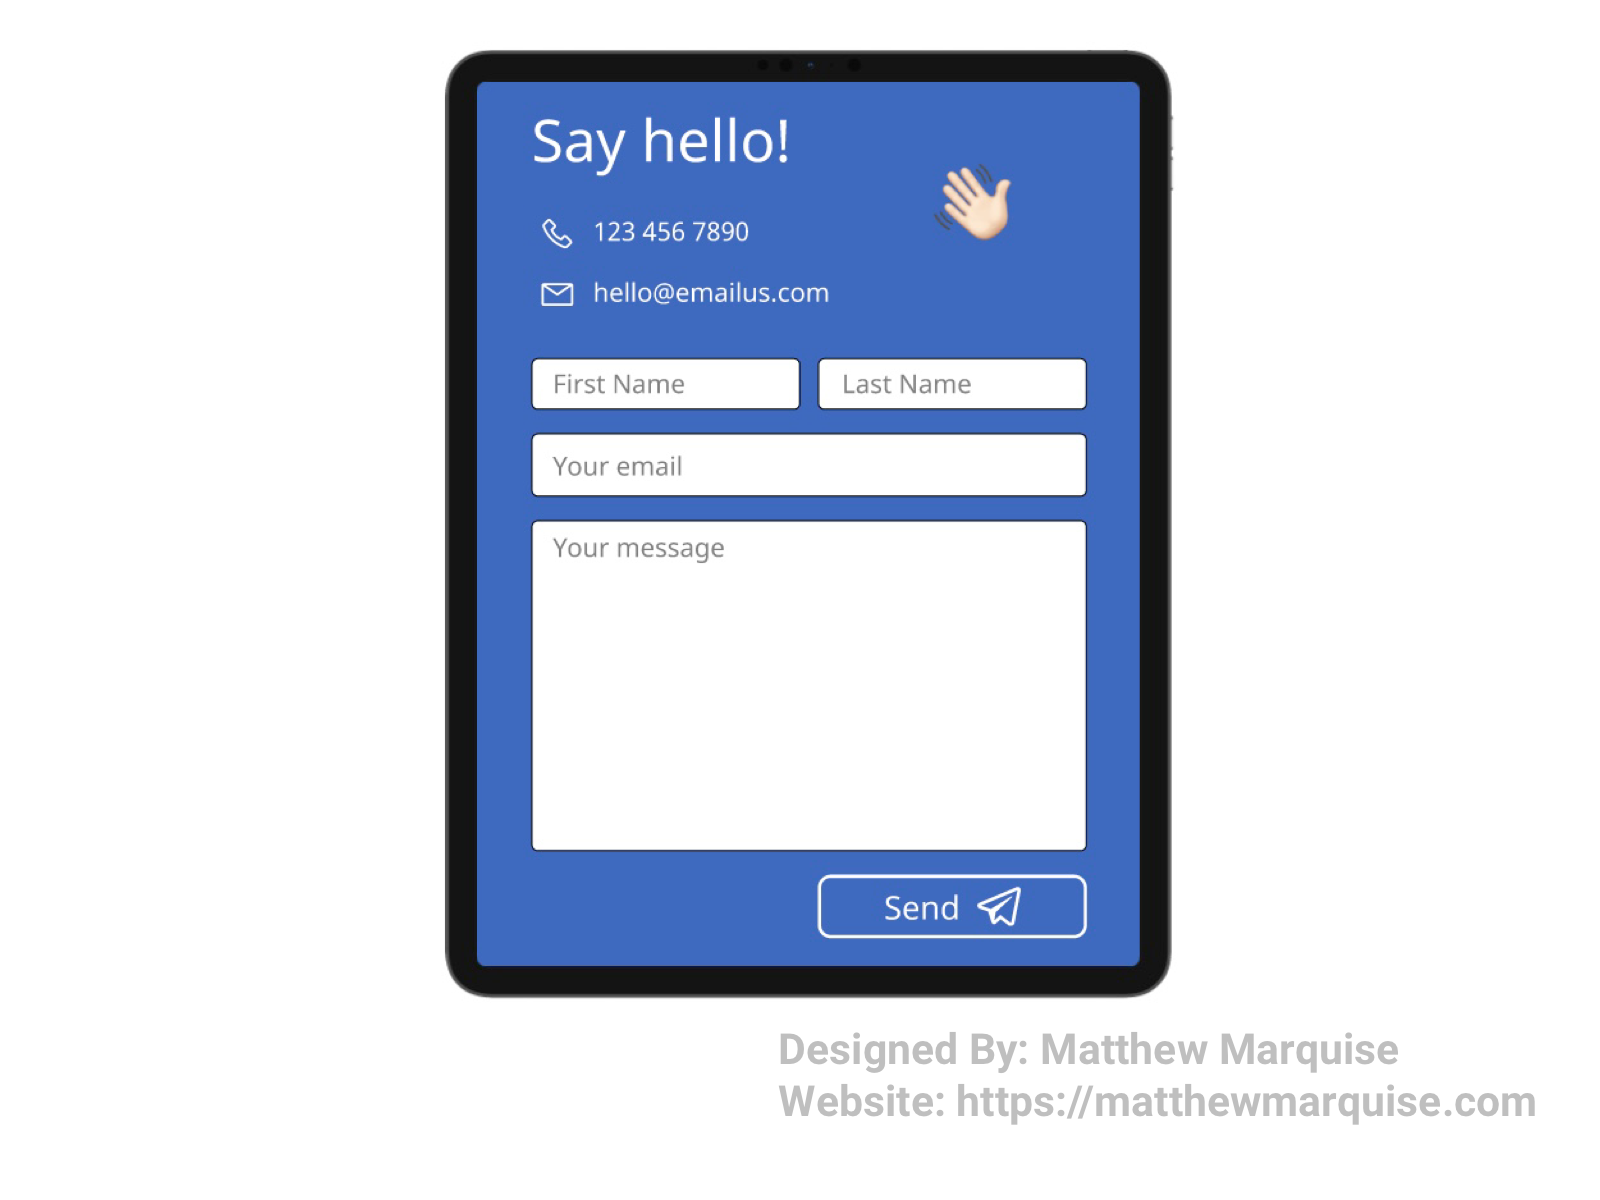 Say hello!
123 456 7890
hello@emailus.com
First Name
Last Name
Your email
Your message
Send
Designed By: Matthew Marquise
Website: https://matthewmarquise.com